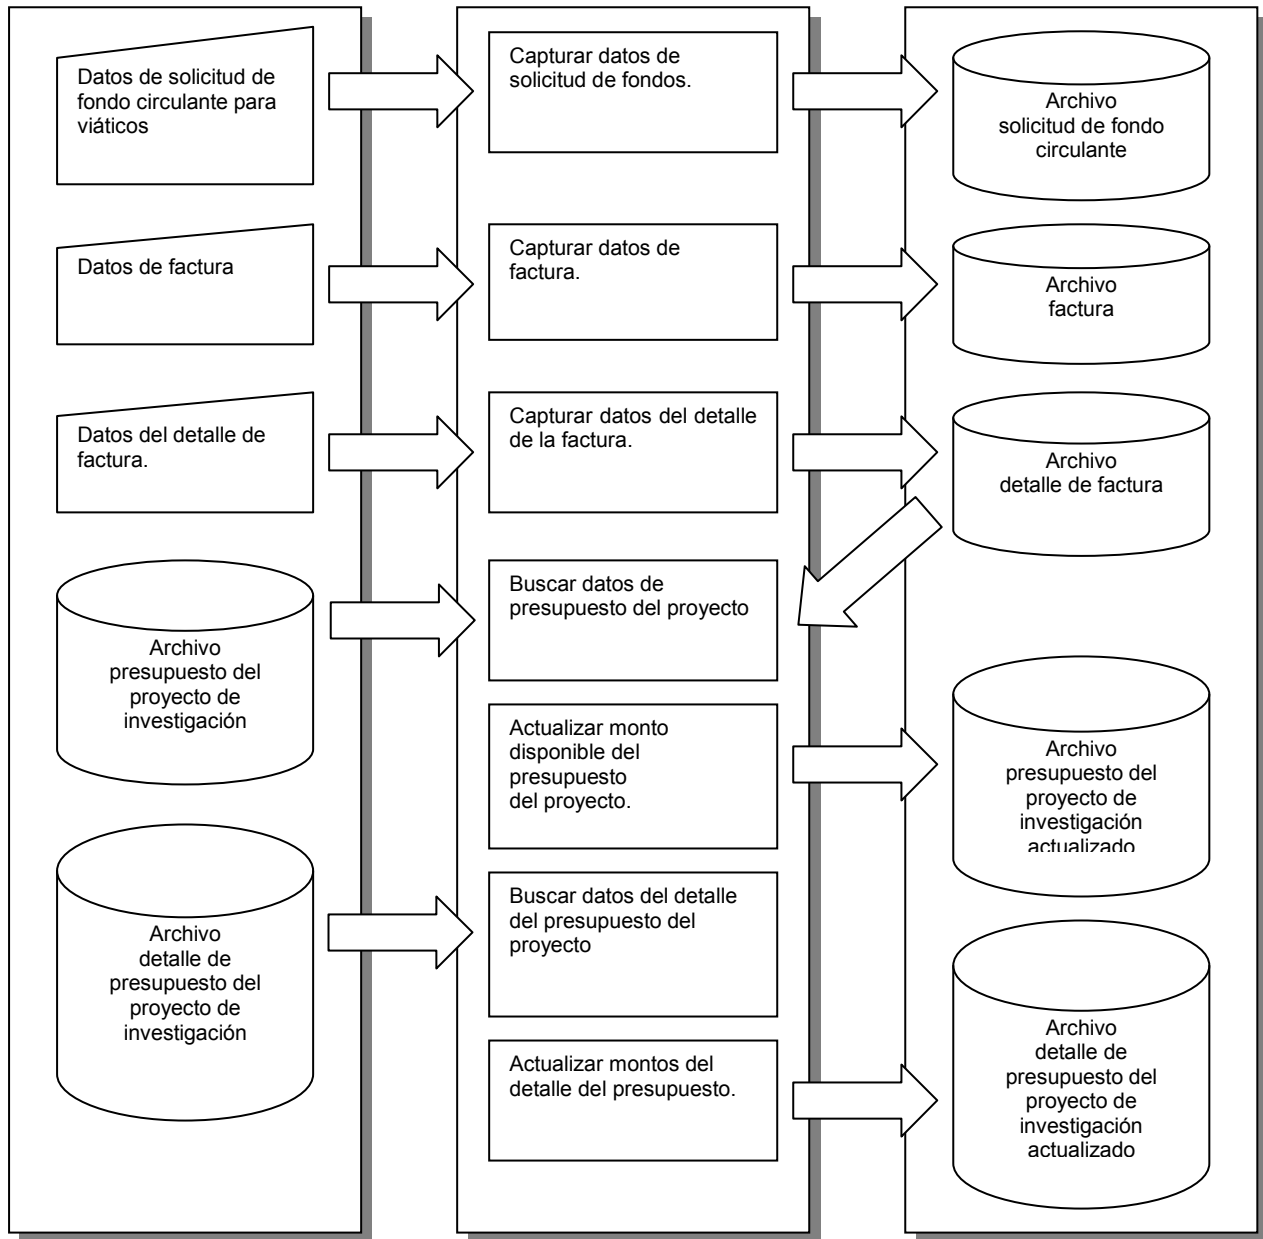 Datos de solicitud de
fondo circulante para
viáticos
Capturar datos de
solicitud de fondos.
Archivo
solicitud de fondo
circulante
Datos de factura
Capturar datos de
factura.
Archivo
factura
Datos del detalle de
factura.
Capturar datos del detalle
de la factura.
Archivo
detalle de factura
Archivo
presupuesto del
proyecto de
investigación
Buscar datos de
presupuesto del proyecto
Actualizar monto
disponible del
presupuesto
del proyecto.
Archivo
presupuesto del
proyecto de
investigación
actualizado
Archivo
detalle de
presupuesto del
proyecto de
investigación
Buscar datos del detalle
del presupuesto del
proyecto
Actualizar montos del
detalle del presupuesto.
Archivo
detalle de
presupuesto del
proyecto de
investigación
actualizado